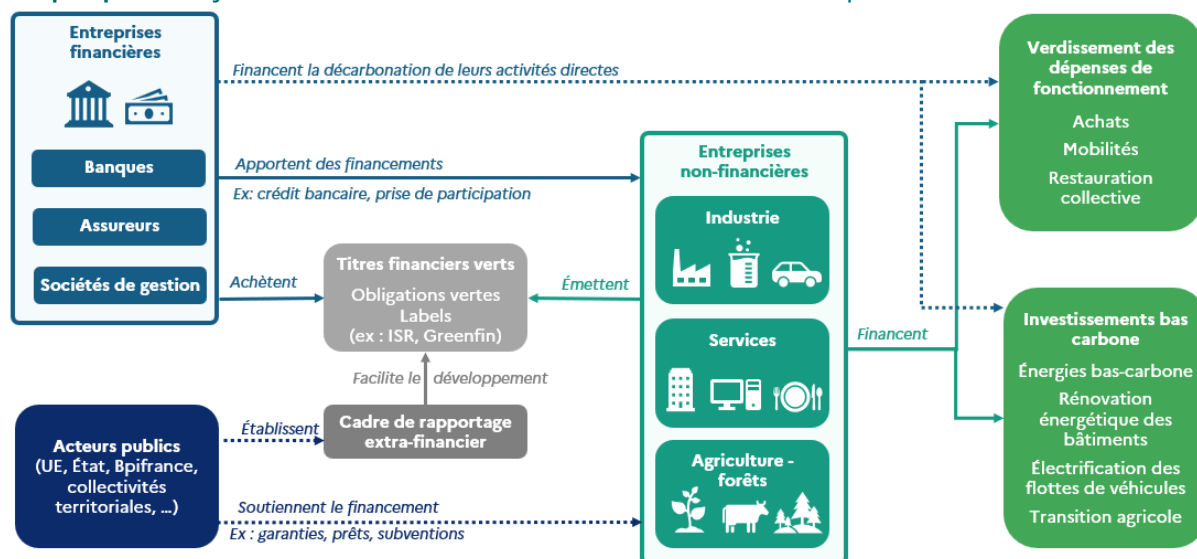 Entreprises
financières
Banques
Assureurs
Sociétés de gestion
Financent la décarbonation de leurs activités directes
Apportent des financements
Ex: crédit bancaire, prise de participation
Achètent
Titres financiers verts
Obligations vertes
Labels
(ex : ISR, Greenfin)
Émettent
Facilite le développement
Cadre de rapportage
extra-financier
Acteurs publics
(UE, État, Bpifrance,
collectivités
territoriales, ...)
Établissent
Soutiennent le financement
Ex : garanties, prêts, subventions
Entreprises
non-financières
Industrie
Services
Agriculture -
forêts
Financent
Verdissement des
dépenses de
fonctionnement
Achats
Mobilités
Restauration
collective
Investissements bas
carbone
Énergies bas-carbone
Rénovation
énergétique des
bâtiments
Électrification des
flottes de véhicules
Transition agricole